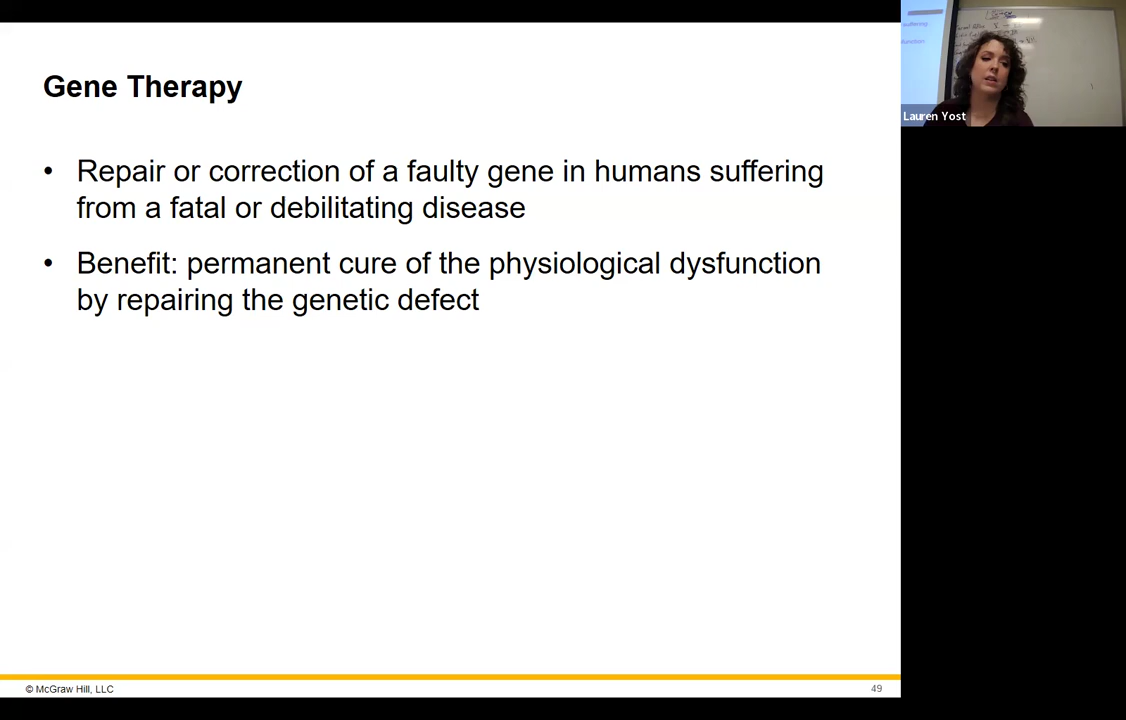 Gene Therapy
• Repair or correction of a faulty gene in humans suffering
from a fatal or debilitating disease
• Benefit: permanent cure of the physiological dysfunction
by repairing the genetic defect
© McGraw Hill, LLC
49
suffering
Lauren Yost